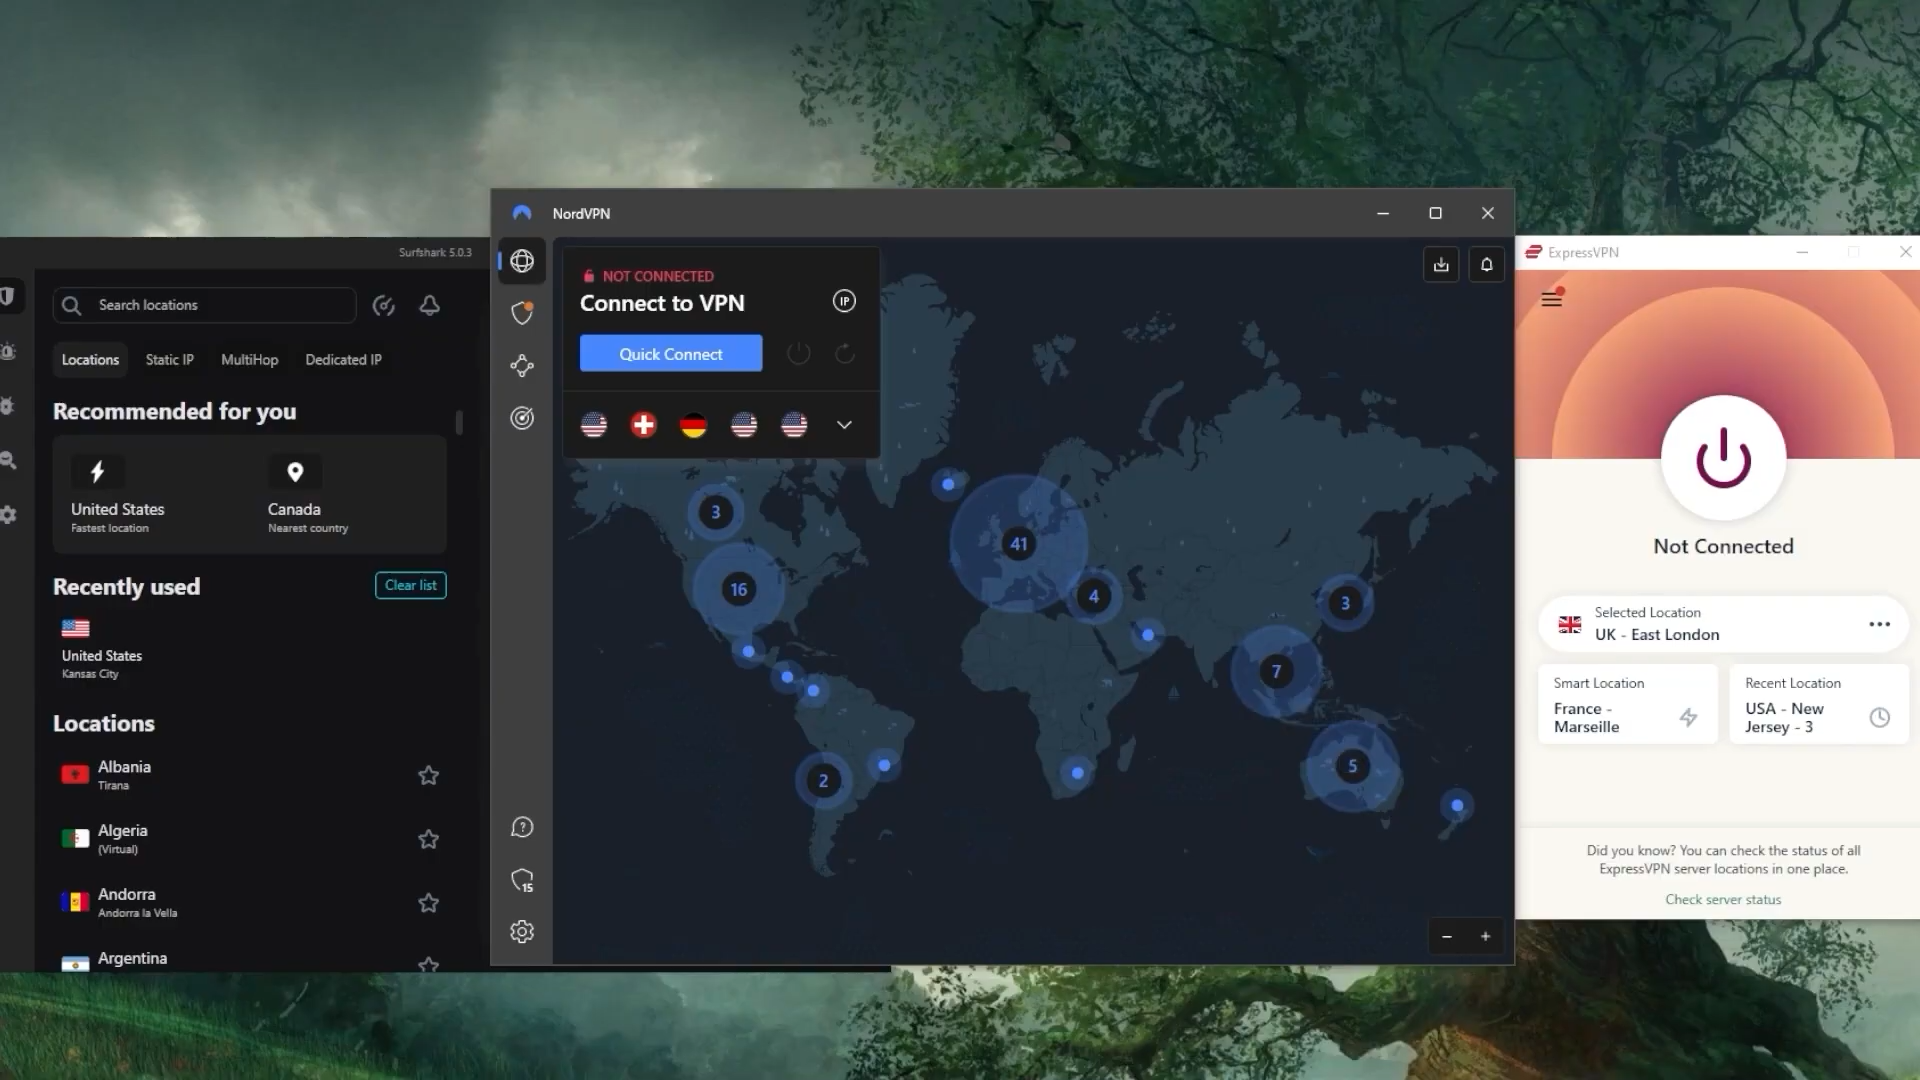 Surfshark 5.0.3
Search locations
Locations
Static IP
MultiHop
Dedicated IP
Recommended for you
United States
Fastest location
Canada
Nearest country
Recently used
Clear list
United States
Kansas City
Locations
Albania
Tirana
Algeria
(Virtual)
Andorra
Andorra la Vella
Argentina
NordVPN
NOT CONNECTED
Connect to VPN
IP
Quick Connect
3
41
16
4
3
7
2
5
15
ExpressVPN
Not Connected
Selected Location
UK - East London
Smart Location
France -
Marseille
Recent Location
USA - New
Jersey - 3
Did you know? You can check the status of all
ExpressVPN server locations in one place.
Check server status